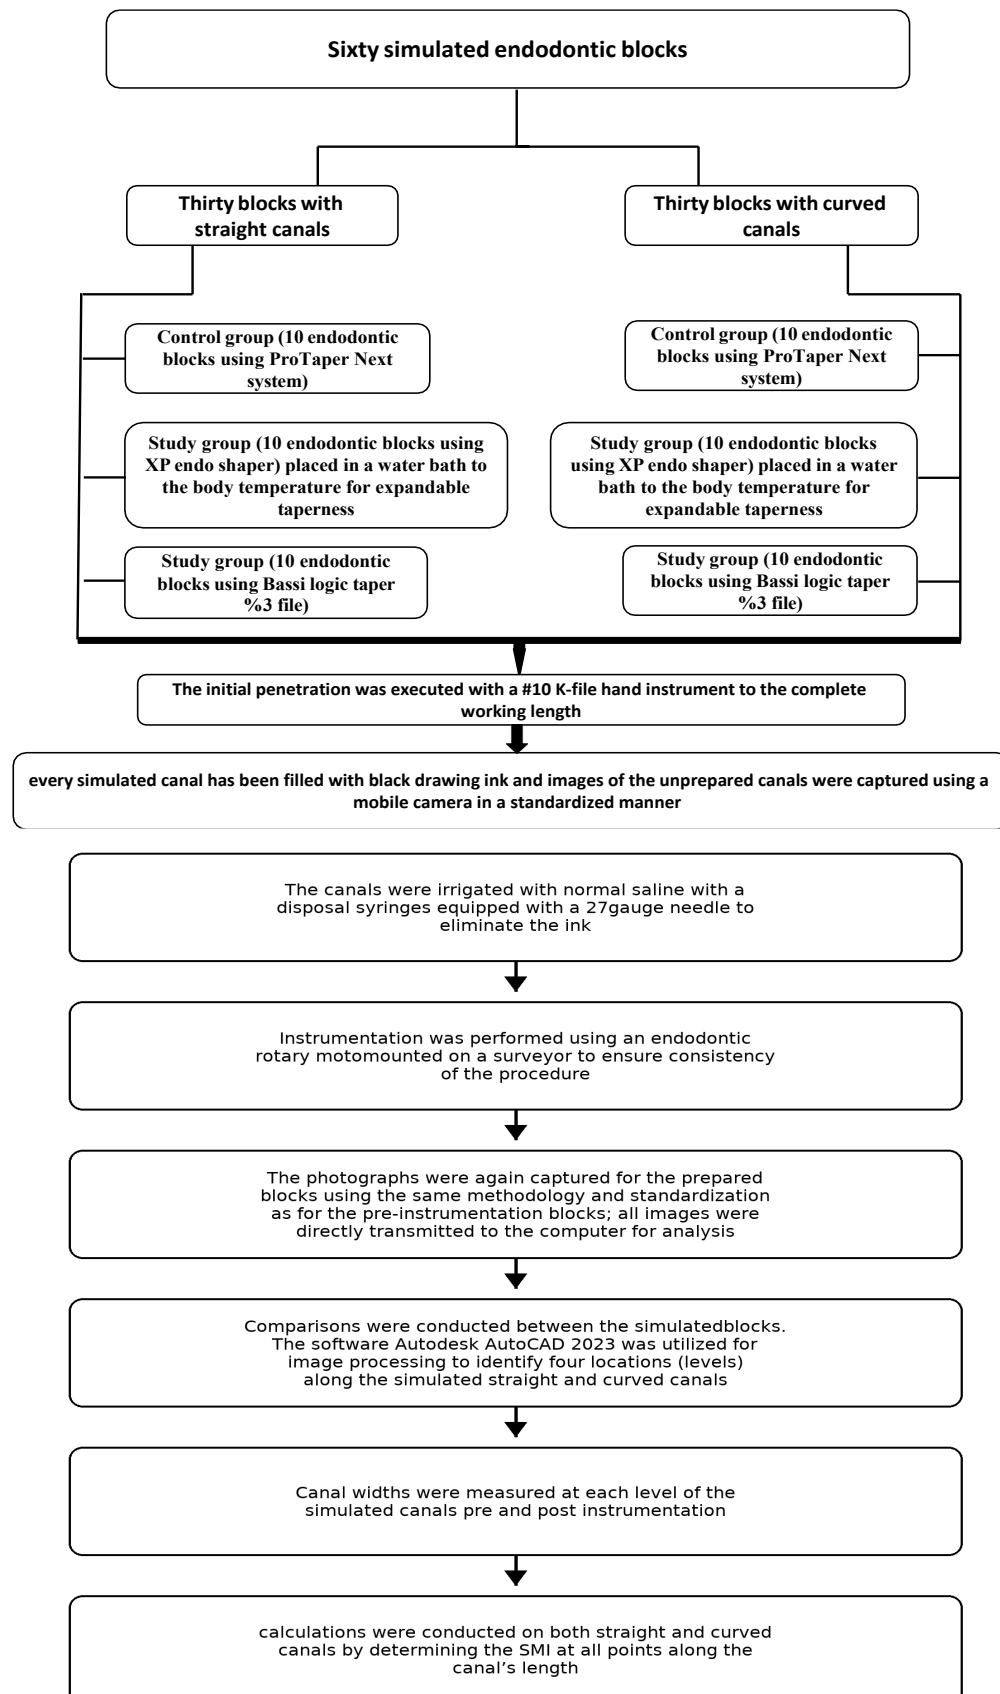 Sixty simulated endodontic blocks
Thirty blocks with
straight canals
Thirty blocks with curved
canals
Control group (10 endodontic
blocks using ProTaper Next
system)
Control group (10 endodontic
blocks using ProTaper Next
system)
Study group (10 endodontic blocks using
XP endo shaper) placed in a water bath to
the body temperature for expandable
taperness
Study group (10 endodontic blocks
using XP endo shaper) placed in a water
bath to the body temperature for
expandable taperness
Study group (10 endodontic
blocks using Bassi logic taper
%3 file)
Study group (10 endodontic
blocks using Bassi logic taper
%3 file)
The initial penetration was executed with a #10 K-file hand instrument to the complete
working length
every simulated canal has been filled with black drawing ink and images of the unprepared canals were captured using a
mobile camera in a standardized manner
The canals were irrigated with normal saline with a
disposal syringes equipped with a 27gauge needle to
eliminate the ink
Instrumentation was performed using an endodontic
rotary motomounted on a surveyor to ensure consistency
of the procedure
The photographs were again captured for the prepared
blocks using the same methodology and standardization
as for the pre-instrumentation blocks; all images were
directly transmitted to the computer for analysis
Comparisons were conducted between the simulatedblocks.
The software Autodesk AutoCAD 2023 was utilized for
image processing to identify four locations (levels)
along the simulated straight and curved canals
Canal widths were measured at each level of the
simulated canals pre and post instrumentation
calculations were conducted on both straight and curved
canals by determining the SMI at all points along the
canal's length